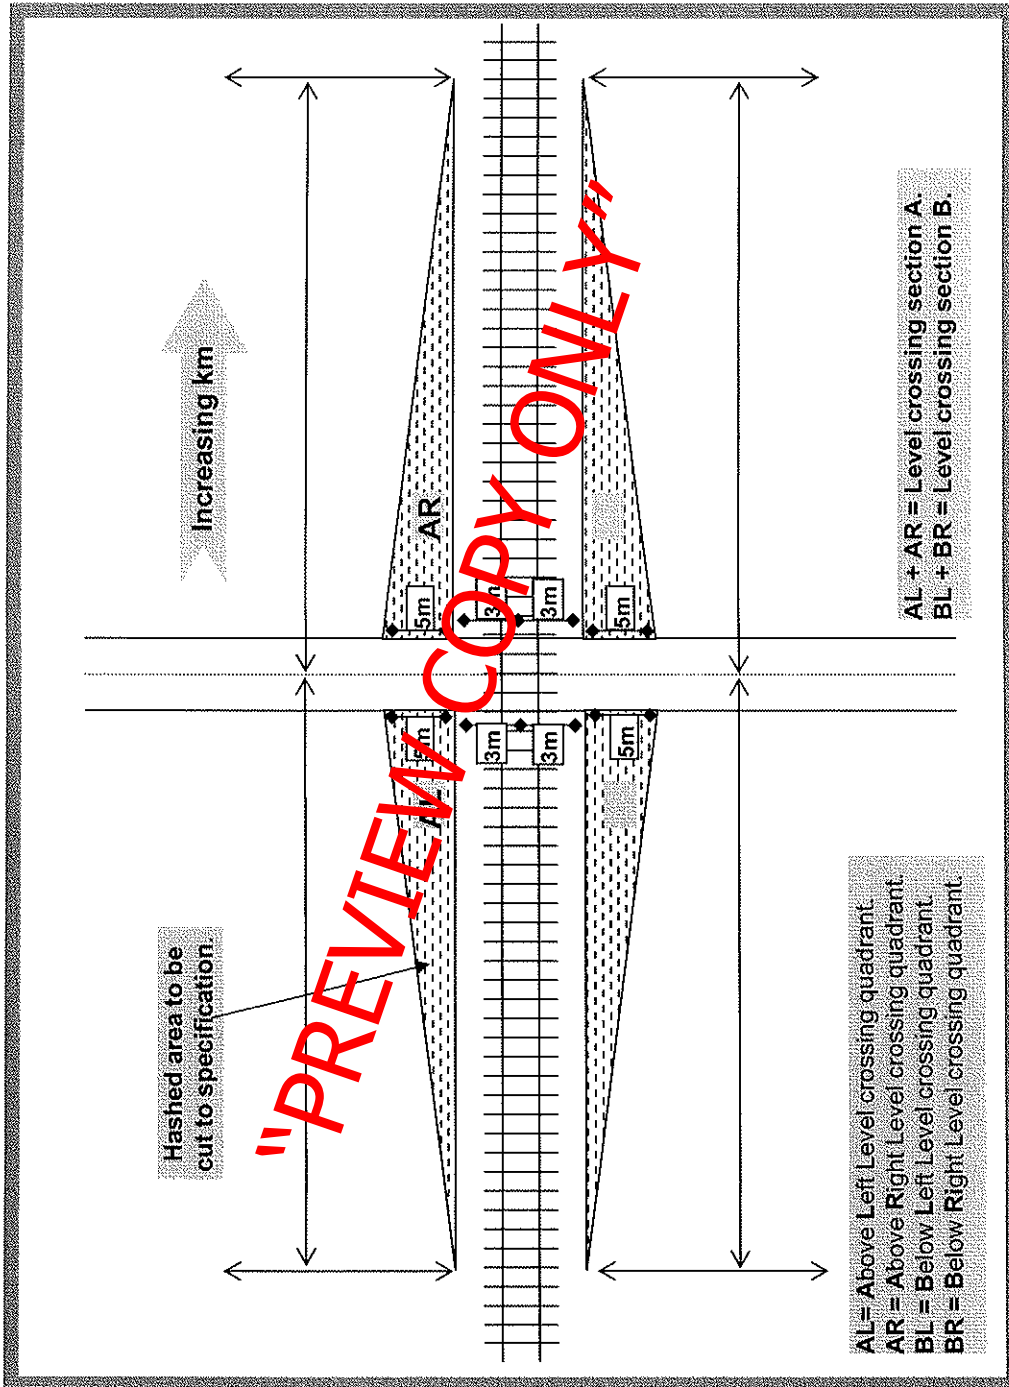 Increasing km
Hashed area to be
cut to specification.
AL
AR
5m
5m
3m
3m
3m
3m
5m
5m
"PREVIEW COPY ONLY"
AL= Above Left Level crossing quadrant.
AR = Above Right Level crossing quadrant.
BL = Below Left Level crossing quadrant.
BR = Below Right Level crossing quadrant.
AL + AR = Level crossing section A.
BL + BR = Level crossing section B.